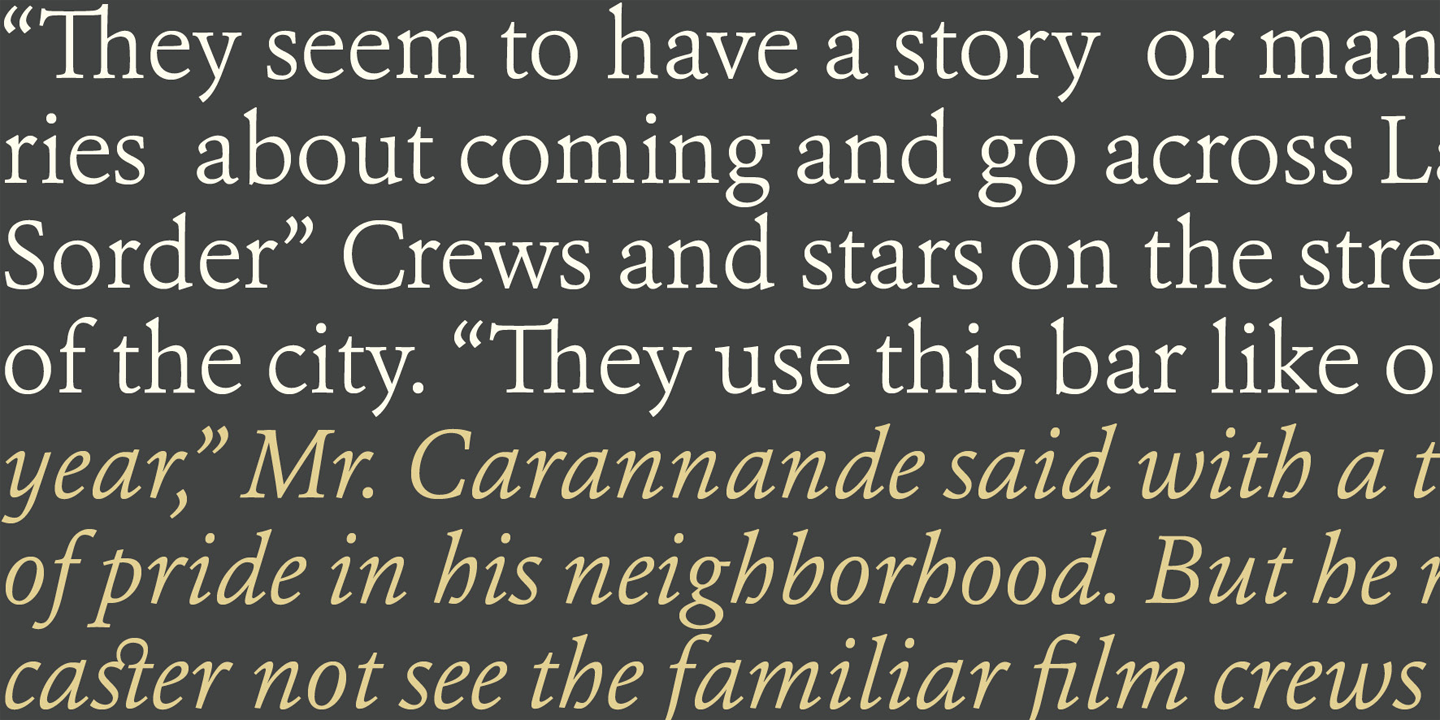 “They seem to have a story or man
ries about coming and go across La
Sorder” Crews and stars on the stre
of the city. “They use this bar like o
year,” Mr. Carannande said with a t
of pride in his neighborhood. But he r
caster not see the familiar film crews